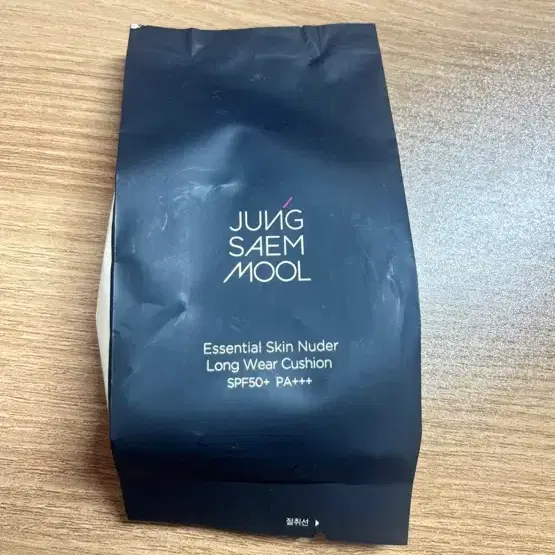 JUNG
SAEM
MOOL
Essential Skin Nuder
Long Wear Cushion
SPF50+ PA+++
절취선